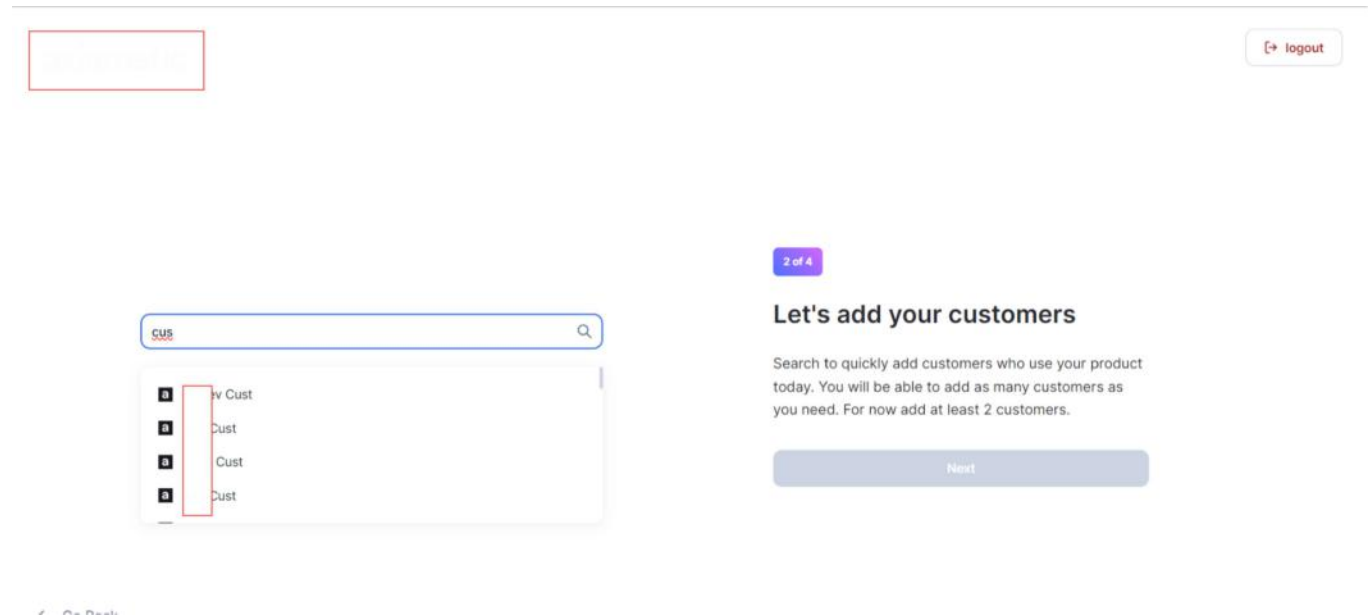 logout
2 of 4
Let's add your customers
cus
Search to quickly add customers who use your product
today. You will be able to add as many customers as
you need. For now add at least 2 customers.
a Cust
a Cust
a Cust
a Cust
Next
Go Back